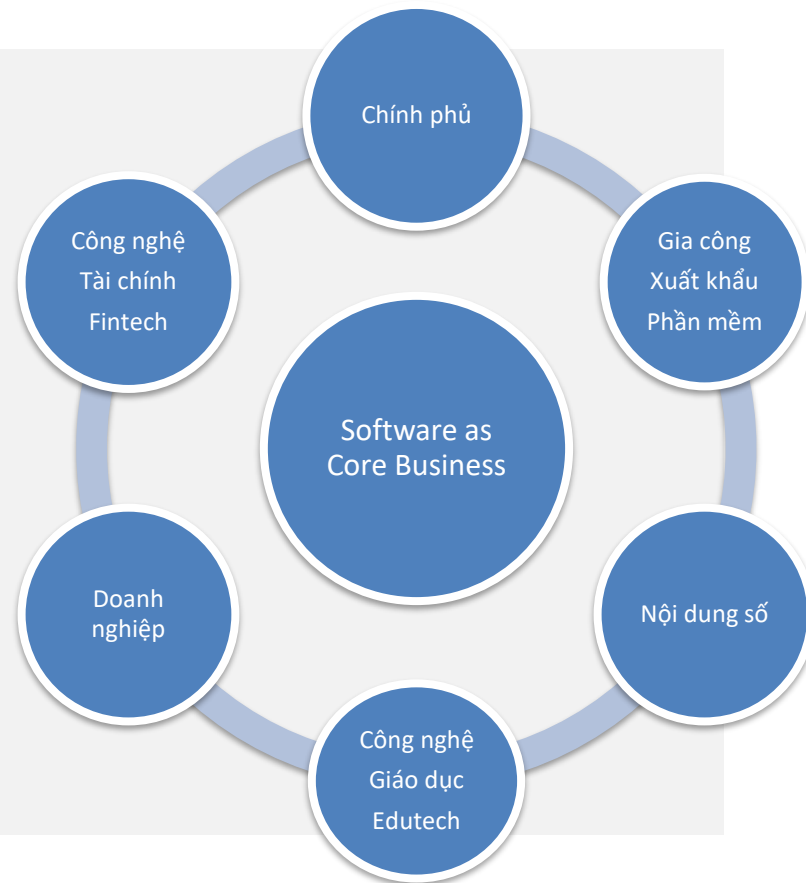 Chính phủ
Gia công
Xuất khẩu
Phần mềm
Nội dung số
Công nghệ
Giáo dục
Edutech
Doanh
nghiệp
Công nghệ
Tài chính
Fintech
Software as
Core Business